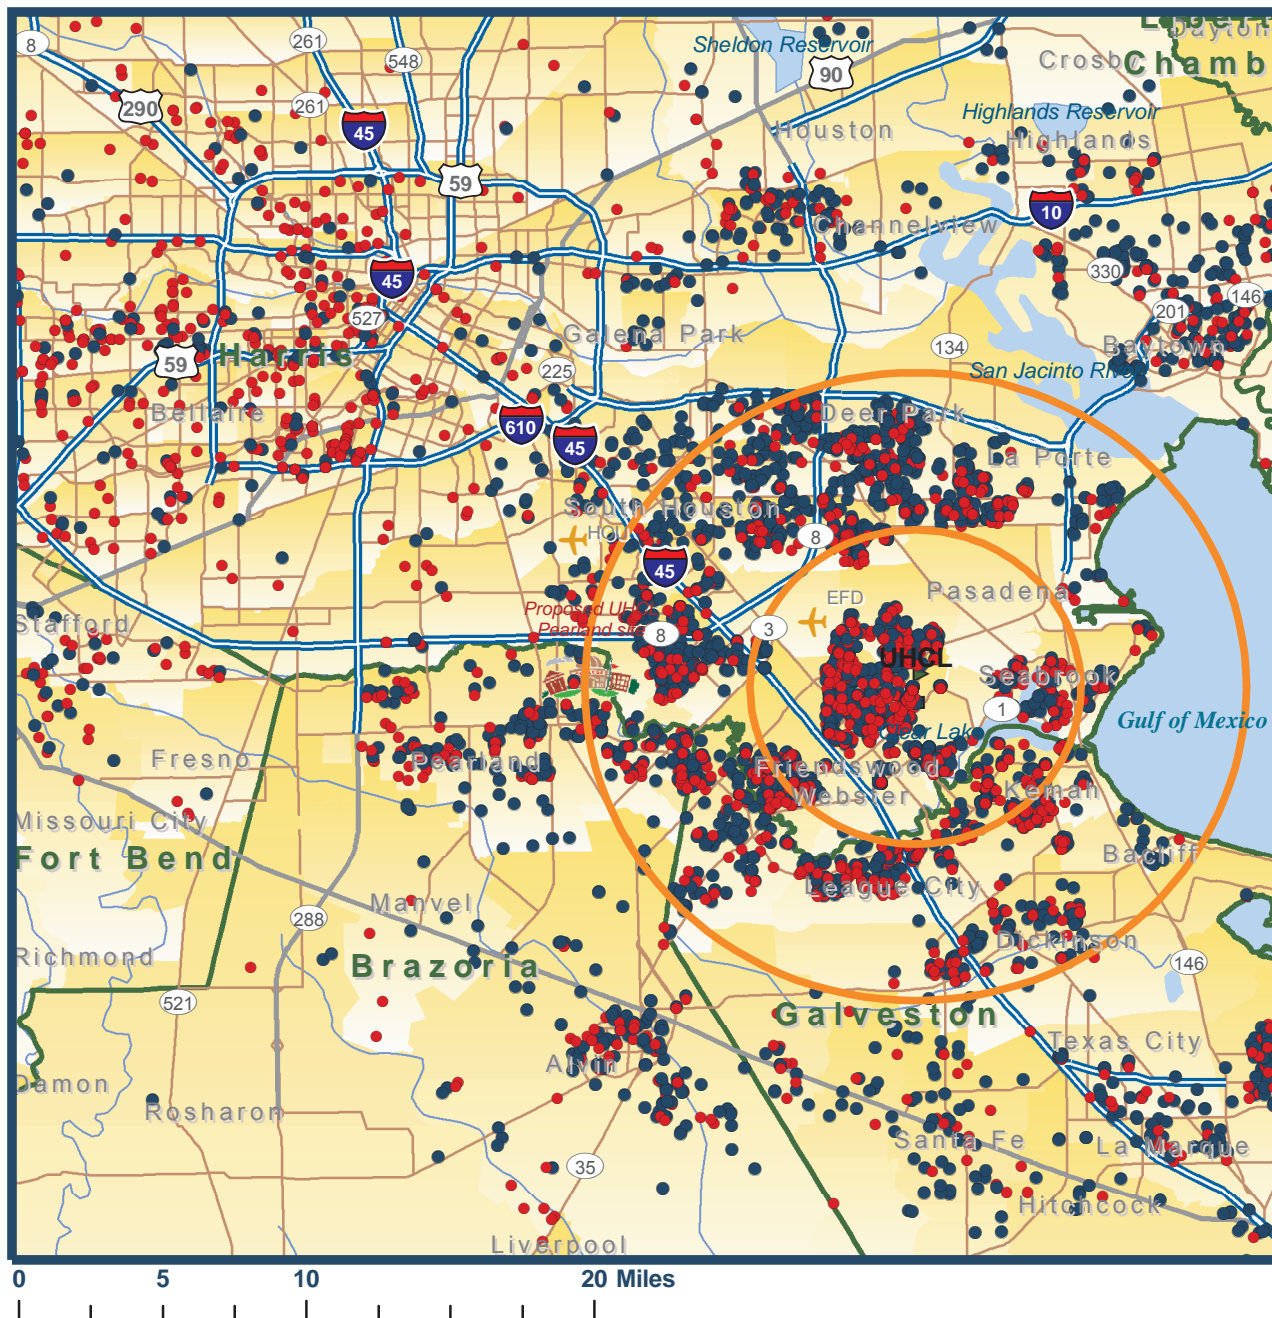 Liberty
Dayton
8
261
548
Sheldon Reservoir
90
Crosby
Chamb
290
261
45
Highlands Reservoir
Houston
Highlands
59
10
Channelview
45
330
527
201
146
Galena Park
134
Harris
59
Baytown
225
San Jacinto River
Bellaire
610
45
Deer Park
La Porte
South Houston
HOU
8
45
Pasadena
EFD
Proposed UHCL
Pearland site
Stafford
8
3
UHCL
Seabrook
1
Gulf of Mexico
Clear Lake
Fresno
Pearland
Friendswood
Webster
Kemah
Missouri City
Fort Bend
Bacliff
League City
Manvel
288
Dickinson
Richmond
Brazoria
146
521
Galveston
Texas City
Alvin
Damon
Rosharon
Santa Fe
La Marque
35
Hitchcock
Liverpool
0 5 10 20 Miles